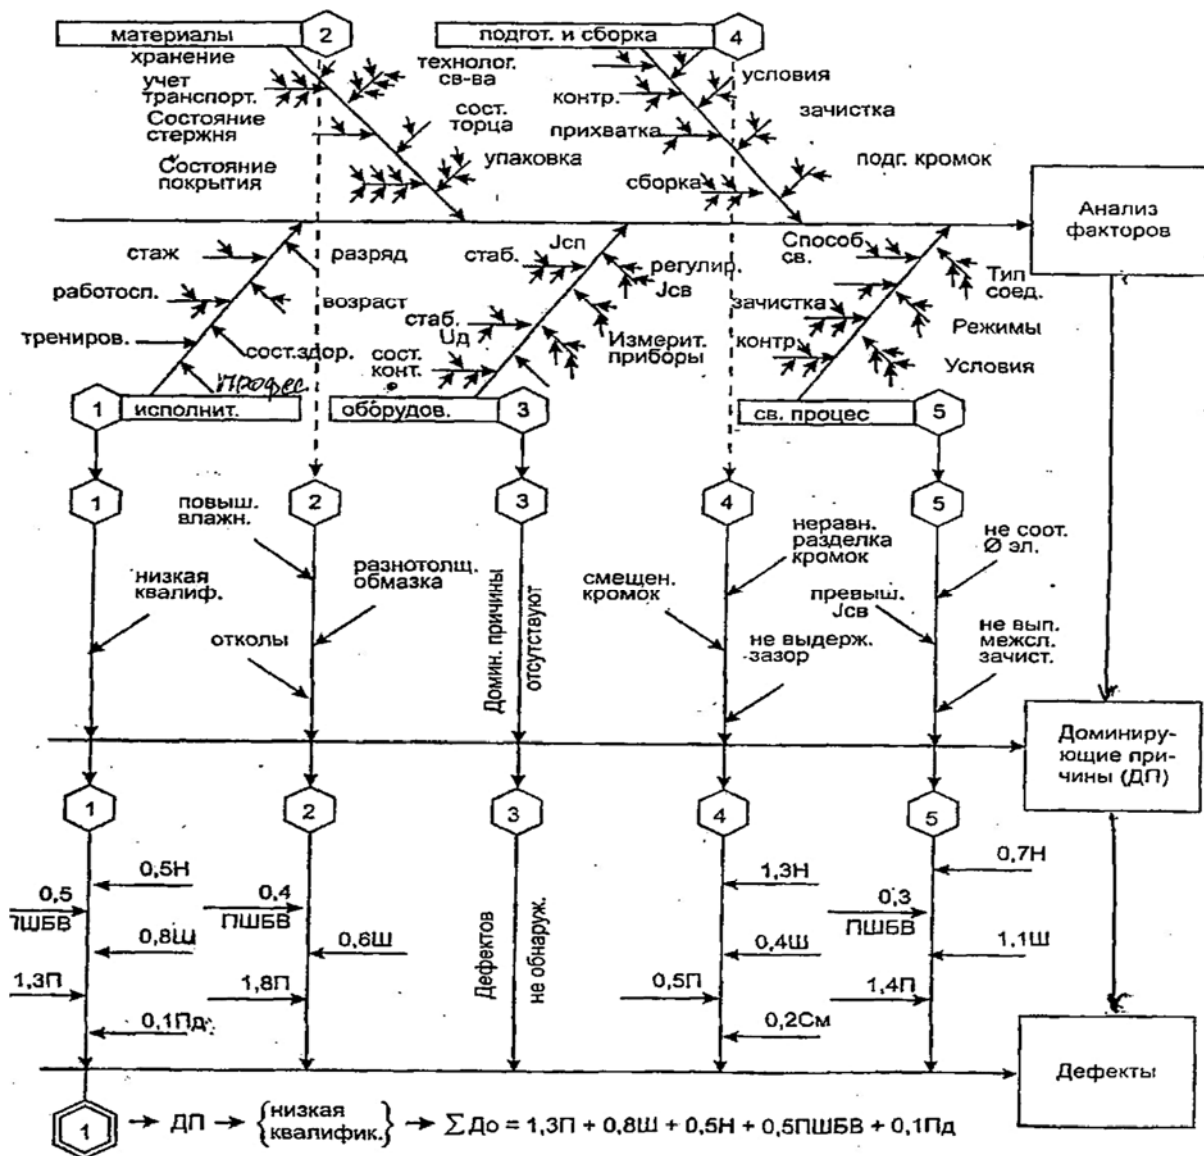 материалы
2
подгот. и сборка
4
хранение
учет
транспорт.
технолог.
св-ва
условия
контр.
зачистка
Состояние
стержня
сост.
торца
прихватка
Состояние
покрытия
упаковка
сборка
подг. кромок
Анализ
факторов
стаж
разряд
стаб.
Jсп
регулир.
Jсв
Способ
св.
Тип
соед.
работосп.
возраст
зачистка
трениров.
сост.здор.
стаб.
Uд
Измерит.
приборы
контр.
Режимы
сост.
конт.
Условия
Профес.
1
исполнит.
оборудов.
3
св. процес
5
1
2
3
4
5
повыш.
влажн.
неравн.
разделка
кромок
не соот.
Ø эл.
низкая
квалиф.
разнотолщ.
обмазка
смещен.
кромок
превыш.
Jсв
отколы
Домин. причины
отсутствуют
не выдерж.
зазор
не вып.
межсл.
зачист.
Доминирую-
ющие при-
чины (ДП)
1
2
3
4
5
0,5Н
1,3Н
0,7Н
0,5
ПШБВ
0,4
ПШБВ
0,3
ПШБВ
0,8Ш
0,6Ш
0,4Ш
1,1Ш
Дефектов
не обнаруж.
1,3П
1,8П
0,5П
1,4П
0,1Пд
0,2См
Дефекты
1 → ДП → {низкая
квалифик.} → ∑До = 1,3П + 0,8Ш + 0,5Н + 0,5ПШБВ + 0,1Пд